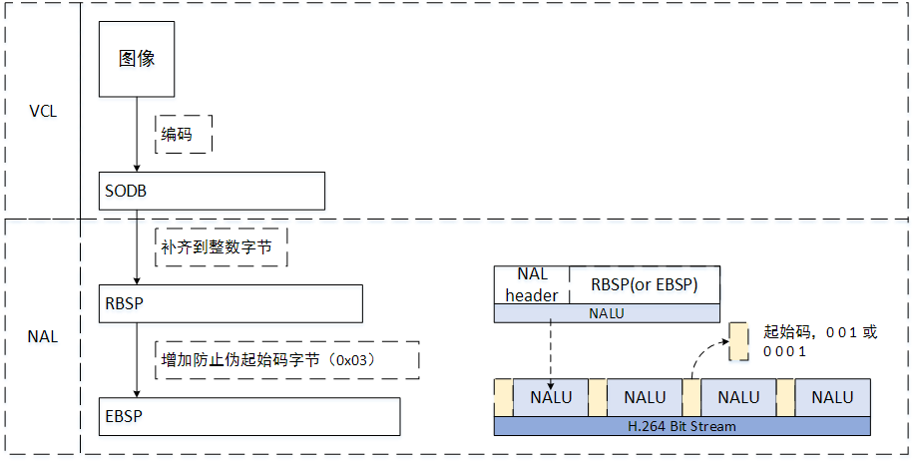 图像
VCL
编码
SODB
补齐到整数字节
RBSP
NAL
增加防止伪起始码字节（0x03）
EBSP
NAL
header
RBSP(or EBSP)
NALU
起始码，0 0 1 或
0 0 0 1
NALU
NALU
NALU
NALU
H.264 Bit Stream